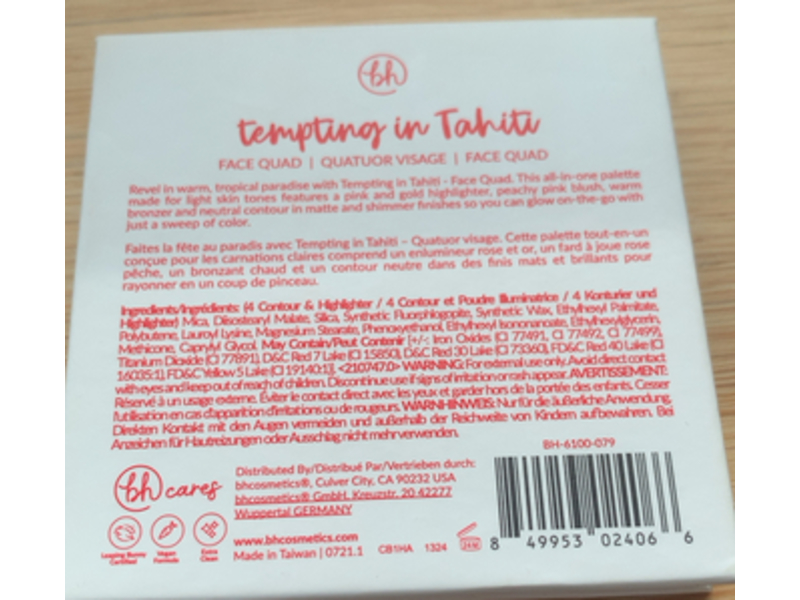 bh
tempting in Tahiti
FACE QUAD | QUATUOR VISAGE | FACE QUAD
Revel in warm, tropical paradise with Tempting in Tahiti - Face Quad. This all-in-one palette
made for light skin tones features a pink and gold highlighter, peachy pink blush, warm
bronzer and neutral contour in matte and shimmer finishes so you can glow on-the-go with
just a sweep of color.
Faites la fête au paradis avec Tempting in Tahiti – Quatuor visage. Cette palette tout-en-un
conçue pour les carnations claires comprend un enlumineur rose et or, un fard à joue rose
pêche, un bronzant chaud et un contour neutre dans des finis mats et brillants pour
rayonner en un coup de pinceau.
Ingredients/Ingrédients: (4 Contour & Highlighter / 4 Contour et Poudre Illuminatrice / 4 Konturier und
Highlighter) Mica, Diisostearyl Malate, Silica, Synthetic Fluorphlogopite, Synthetic Wax, Ethylhexyl Palmitate,
Polybutene, Lauroyl Lysine, Magnesium Stearate, Phenoxyethanol, Ethylhexyl Isononanoate, Ethylhexylglycerin,
Methicone, Caprylyl Glycol. May Contain/Peut Contenir [+/-: Iron Oxides (CI 77491, CI 77492, CI 77499),
Titanium Dioxide (CI 77891), D&C Red 7 Lake (CI 15850), D&C Red 30 Lake (CI 73360), FD&C Red 40 Lake (CI
16035:1), FD&C Yellow 5 Lake (CI 19140:1)]. <210747.0> WARNING: For external use only. Avoid direct contact
with eyes and keep out of reach of children. Discontinue use if signs of irritation or rash appear. AVERTISSEMENT:
Réservé à un usage externe. Éviter le contact direct avec les yeux et garder hors de la portée des enfants. Cesser
l'utilisation en cas d'apparition d'irritations ou de rougeurs. WARNHINWEIS: Nur für die äußerliche Anwendung.
Direkten Kontakt mit den Augen vermeiden und außerhalb der Reichweite von Kindern aufbewahren. Bei
Anzeichen für Hautreizungen oder Ausschlag nicht mehr verwenden.
BH-6100-079
bh cares
Distributed By/Distribué Par/Vertrieben durch:
bhcosmetics®, Culver City, CA 90232 USA
bhcosmetics® GmbH, Kreuzstr. 20 42277
Wuppertal GERMANY
Leaping Bunny
Certified
Vegan
Formula
Extra
Clean
www.bhcosmetics.com
Made in Taiwan | 0721.1
CB1HA 1324
24M
8 49953 02406 6